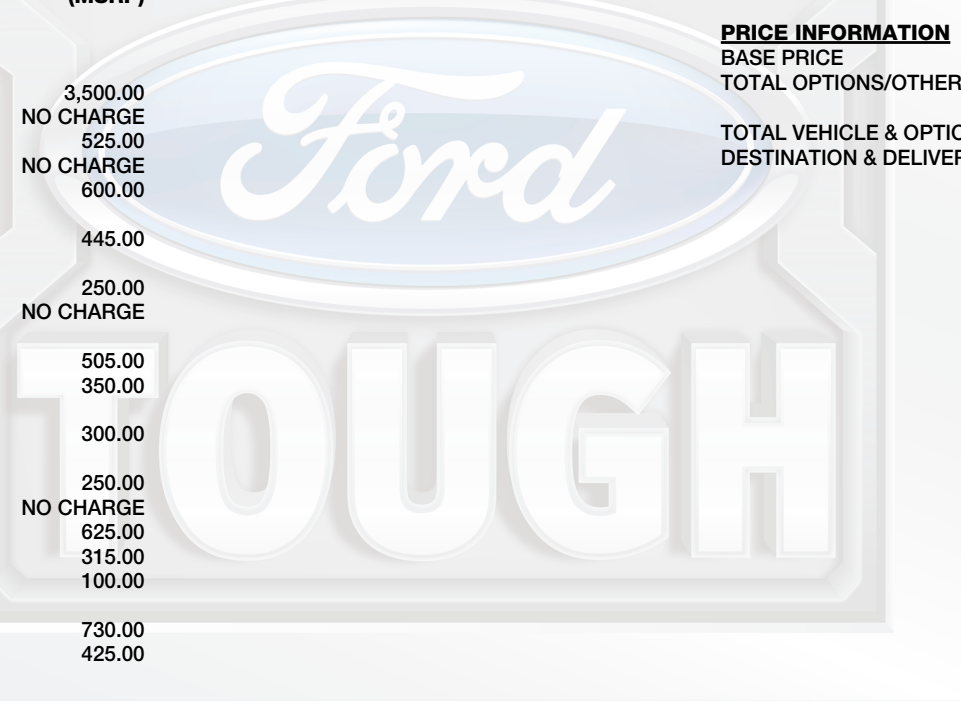 (MSRP)
3,500.00
NO CHARGE
525.00
NO CHARGE
600.00
445.00
250.00
NO CHARGE
505.00
350.00
300.00
250.00
NO CHARGE
625.00
315.00
100.00
730.00
425.00
PRICE INFORMATION
BASE PRICE
TOTAL OPTIONS/OTHER
TOTAL VEHICLE & OPTIO
DESTINATION & DELIVER
Ford
TOUGH